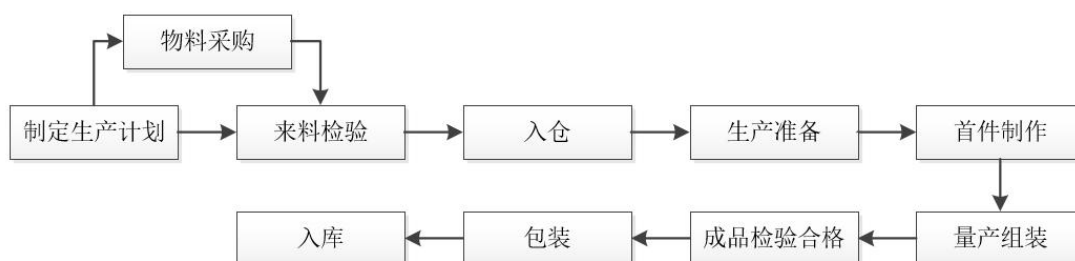 物料采购
制定生产计划
来料检验
入仓
生产准备
首件制作
量产组装
成品检验合格
包装
入库